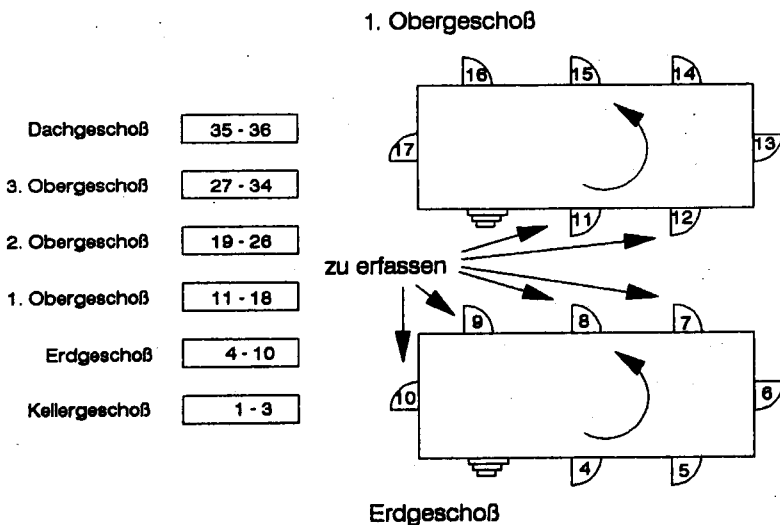 1. Obergeschoß
16 15 14
17 13
11 12
Dachgeschoß 35 - 36
3. Obergeschoß 27 - 34
2. Obergeschoß 19 - 26
1. Obergeschoß 11 - 18
Erdgeschoß 4 - 10
Kellergeschoß 1 - 3
zu erfassen
9 8 7
10 6
4 5
Erdgeschoß